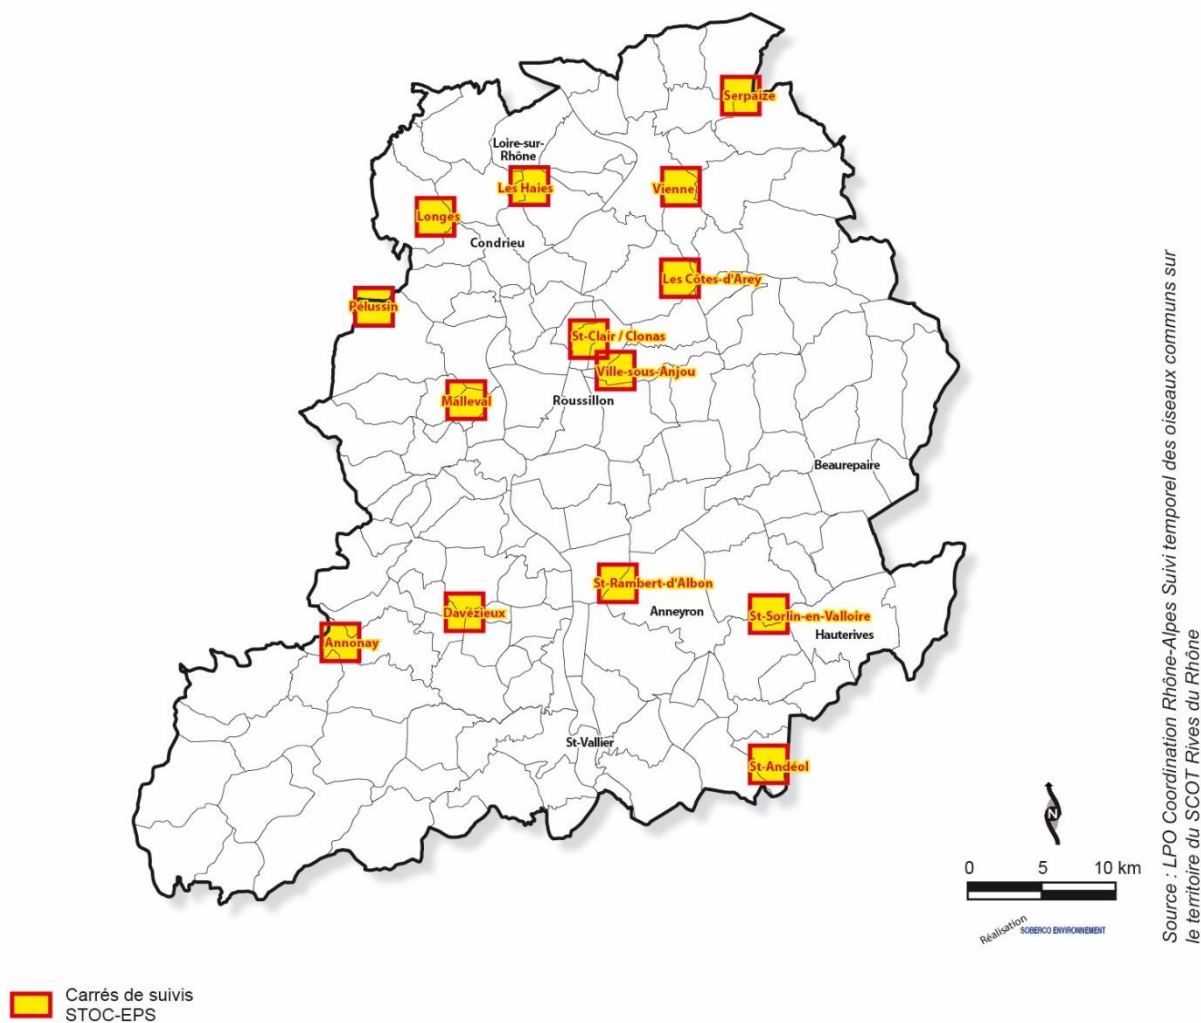 Serpaize
Loire-sur-
Rhône
Les Haies
Vienne
Longes
Condrieu
Les Côtes-d'Arey
Pélussin
St-Clair / Clonas
Ville-sous-Anjou
Malleval
Roussillon
Beaurepaire
St-Rambert-d'Albon
Anneyron
Davézieux
St-Sorlin-en-Valloire
Hauterives
Annonay
St-Vallier
St-Andéol
N
0 5 10 km
Réalisation
SOBERCO ENVIRONNEMENT
Source : LPO Coordination Rhône-Alpes Suivi temporel des oiseaux communs sur
le territoire du SCOT Rives du Rhône
Carrés de suivis
STOC-EPS